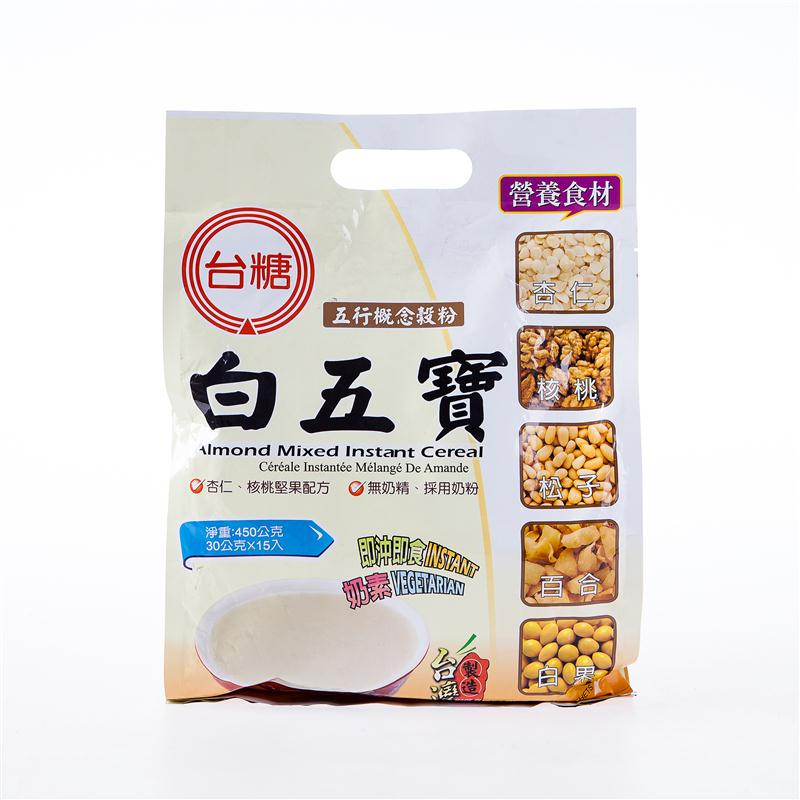 營養食材
台糖
五行概念穀粉
白五寶
Almond Mixed Instant Cereal
Céréale Instantée Mélangé De Amande
杏仁、核桃堅果配方
無奶精、採用奶粉
淨重:450公克
30公克×15入
即沖即食INSTANT
奶素VEGETARIAN
台灣
製造
杏仁
核桃
松子
百合
白果